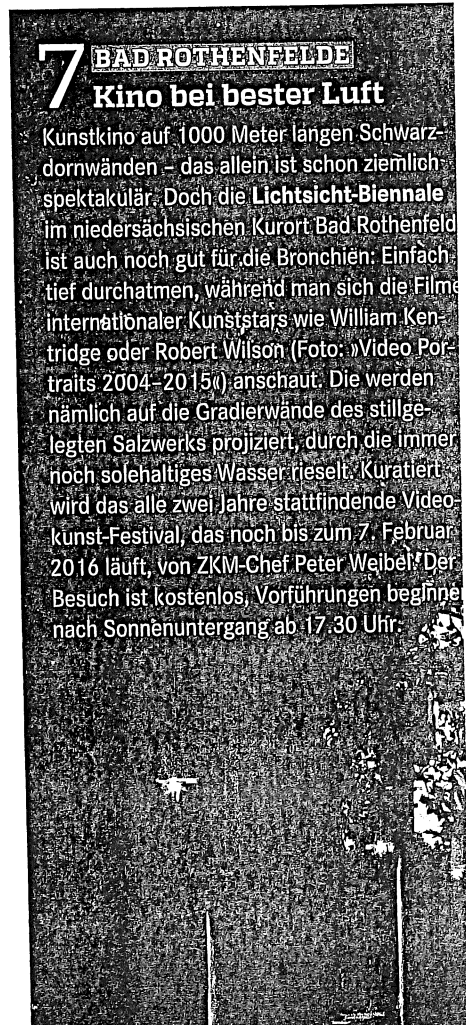 7 BAD ROTHENFELDE
Kino bei bester Luft
Kunstkino auf 1000 Meter langen Schwarz-
dornwänden – das allein ist schon ziemlich
spektakulär. Doch die Lichtsicht-Biennale
im niedersächsischen Kurort Bad Rothenfeld
ist auch noch gut für die Bronchien: Einfach
tief durchatmen, während man sich die Filme
internationaler Kunststars wie William Ken-
tridge oder Robert Wilson (Foto: »Video Por-
traits 2004–2015«) anschaut. Die werden
nämlich auf die Gradierwände des stillge-
legten Salzwerks projiziert, durch die immer
noch solehaltiges Wasser rieselt. Kuratiert
wird das alle zwei Jahre stattfindende Video-
kunst-Festival, das noch bis zum 7. Februar
2016 läuft, von ZKM-Chef Peter Weibel. Der
Besuch ist kostenlos, Vorführungen beginne
nach Sonnenuntergang ab 17.30 Uhr.